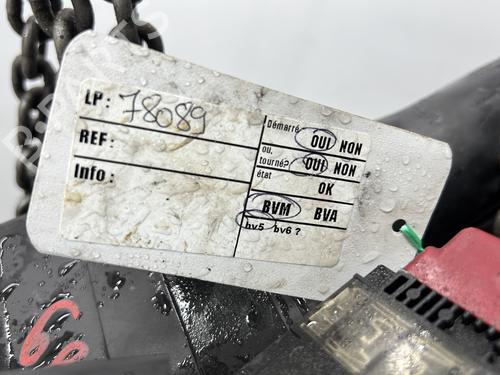 LP : 78089
REF :
Info :
Démarré OUI NON
ou,
tourné? OUI NON
état
OK
BVM BVA
bv5 bv6 ?